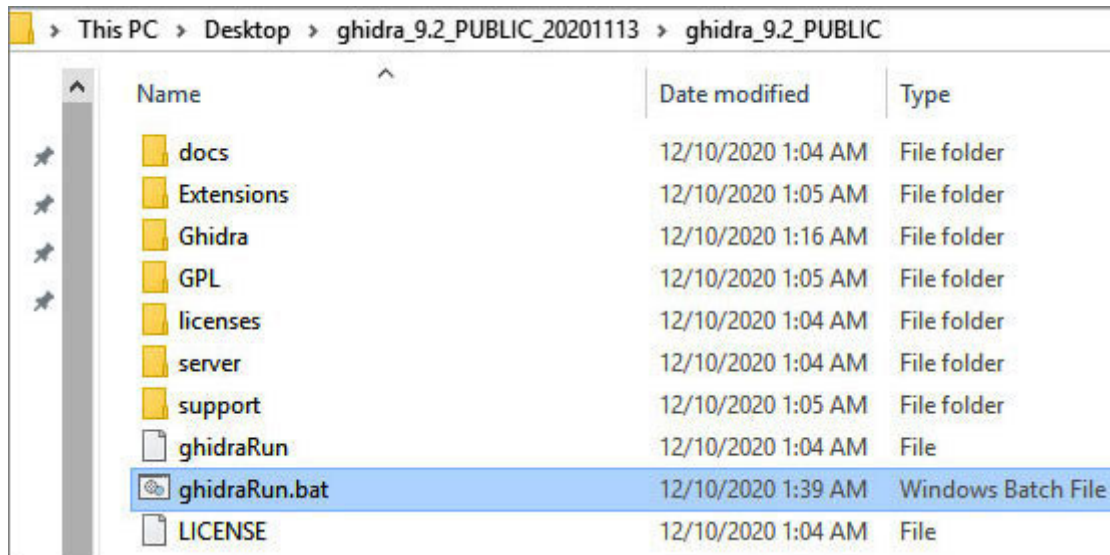 This PC > Desktop > ghidra_9.2_PUBLIC_20201113 > ghidra_9.2_PUBLIC
Name Date modified Type
docs 12/10/2020 1:04 AM File folder
Extensions 12/10/2020 1:05 AM File folder
Ghidra 12/10/2020 1:16 AM File folder
GPL 12/10/2020 1:05 AM File folder
licenses 12/10/2020 1:04 AM File folder
server 12/10/2020 1:04 AM File folder
support 12/10/2020 1:05 AM File folder
ghidraRun 12/10/2020 1:04 AM File
ghidraRun.bat 12/10/2020 1:39 AM Windows Batch File
LICENSE 12/10/2020 1:04 AM File